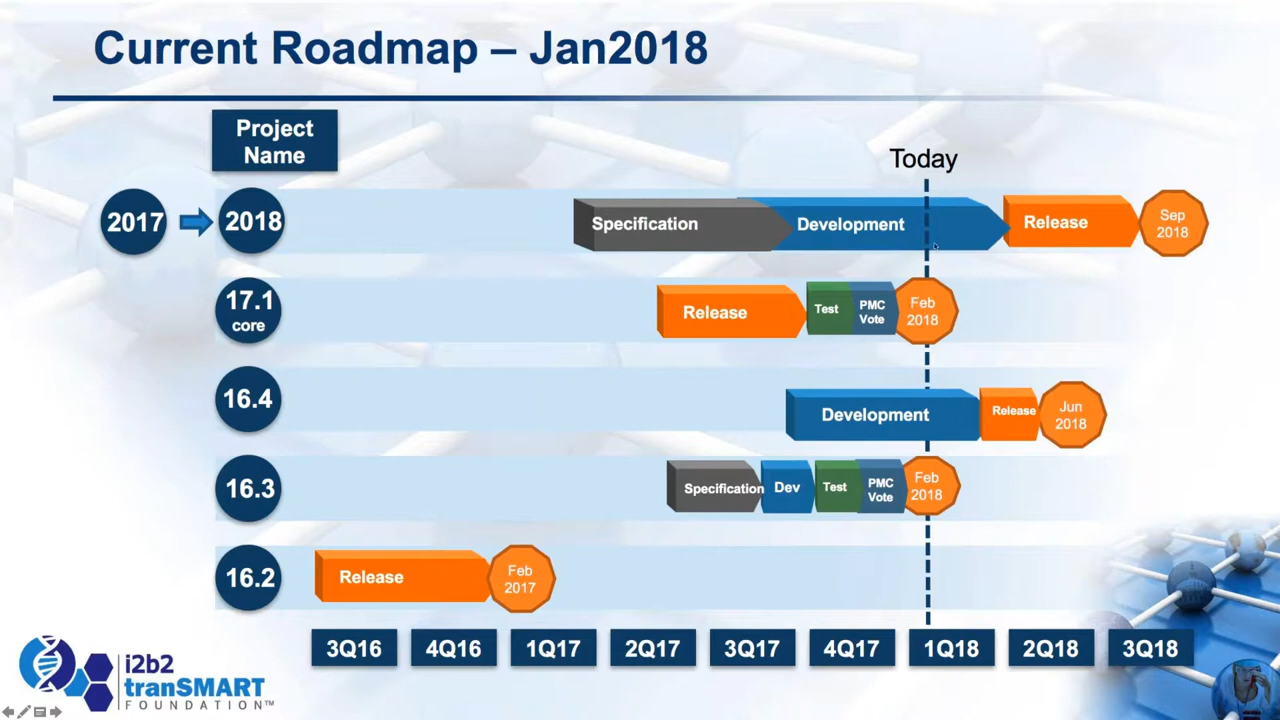 Current Roadmap – Jan2018
Project
Name
Today
2017
2018
Specification
Development
Release
Sep
2018
17.1
core
Release
Test
PMC
Vote
Feb
2018
16.4
Development
Release
Jun
2018
16.3
Specification
Dev
Test
PMC
Vote
Feb
2018
16.2
Release
Feb
2017
3Q16
4Q16
1Q17
2Q17
3Q17
4Q17
1Q18
2Q18
3Q18
i2b2
tranSMART
FOUNDATION™